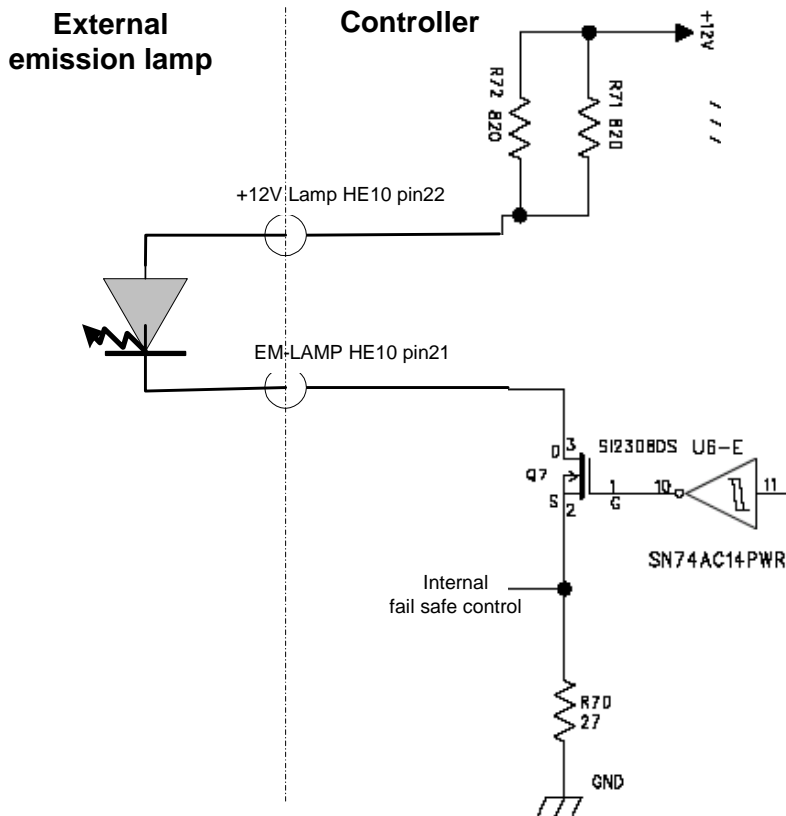 External
emission lamp
Controller
+12V
R72 820
R71 820
+12V Lamp HE10 pin22
EM-LAMP HE10 pin21
D 3
SI2308DS U6-E
Q7
1
G
10
11
S
2
SN74AC14PWR
Internal
fail safe control
R70
27
GND